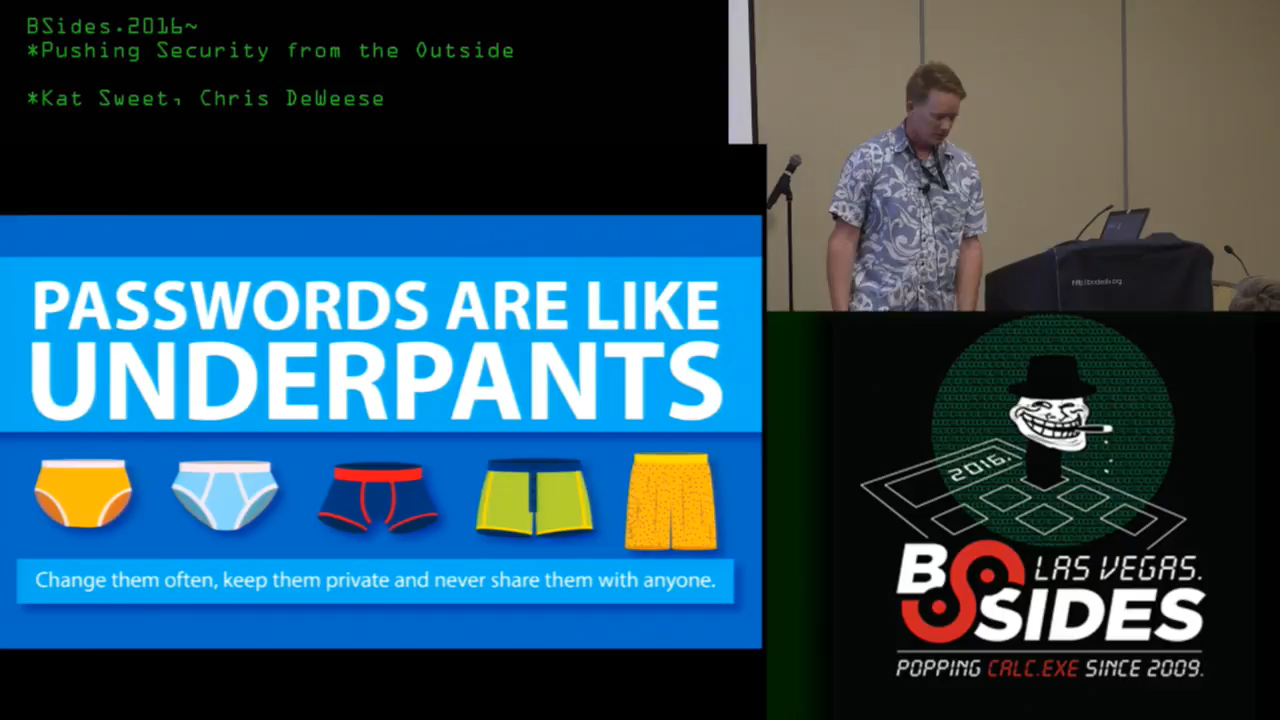 BSides.2016~
*Pushing Security from the Outside
*Kat Sweet, Chris DeWeese
PASSWORDS ARE LIKE
UNDERPANTS
Change them often, keep them private and never share them with anyone.
2016.
BSIDES
LAS VEGAS.
POPPING CALC.EXE SINCE 2009.